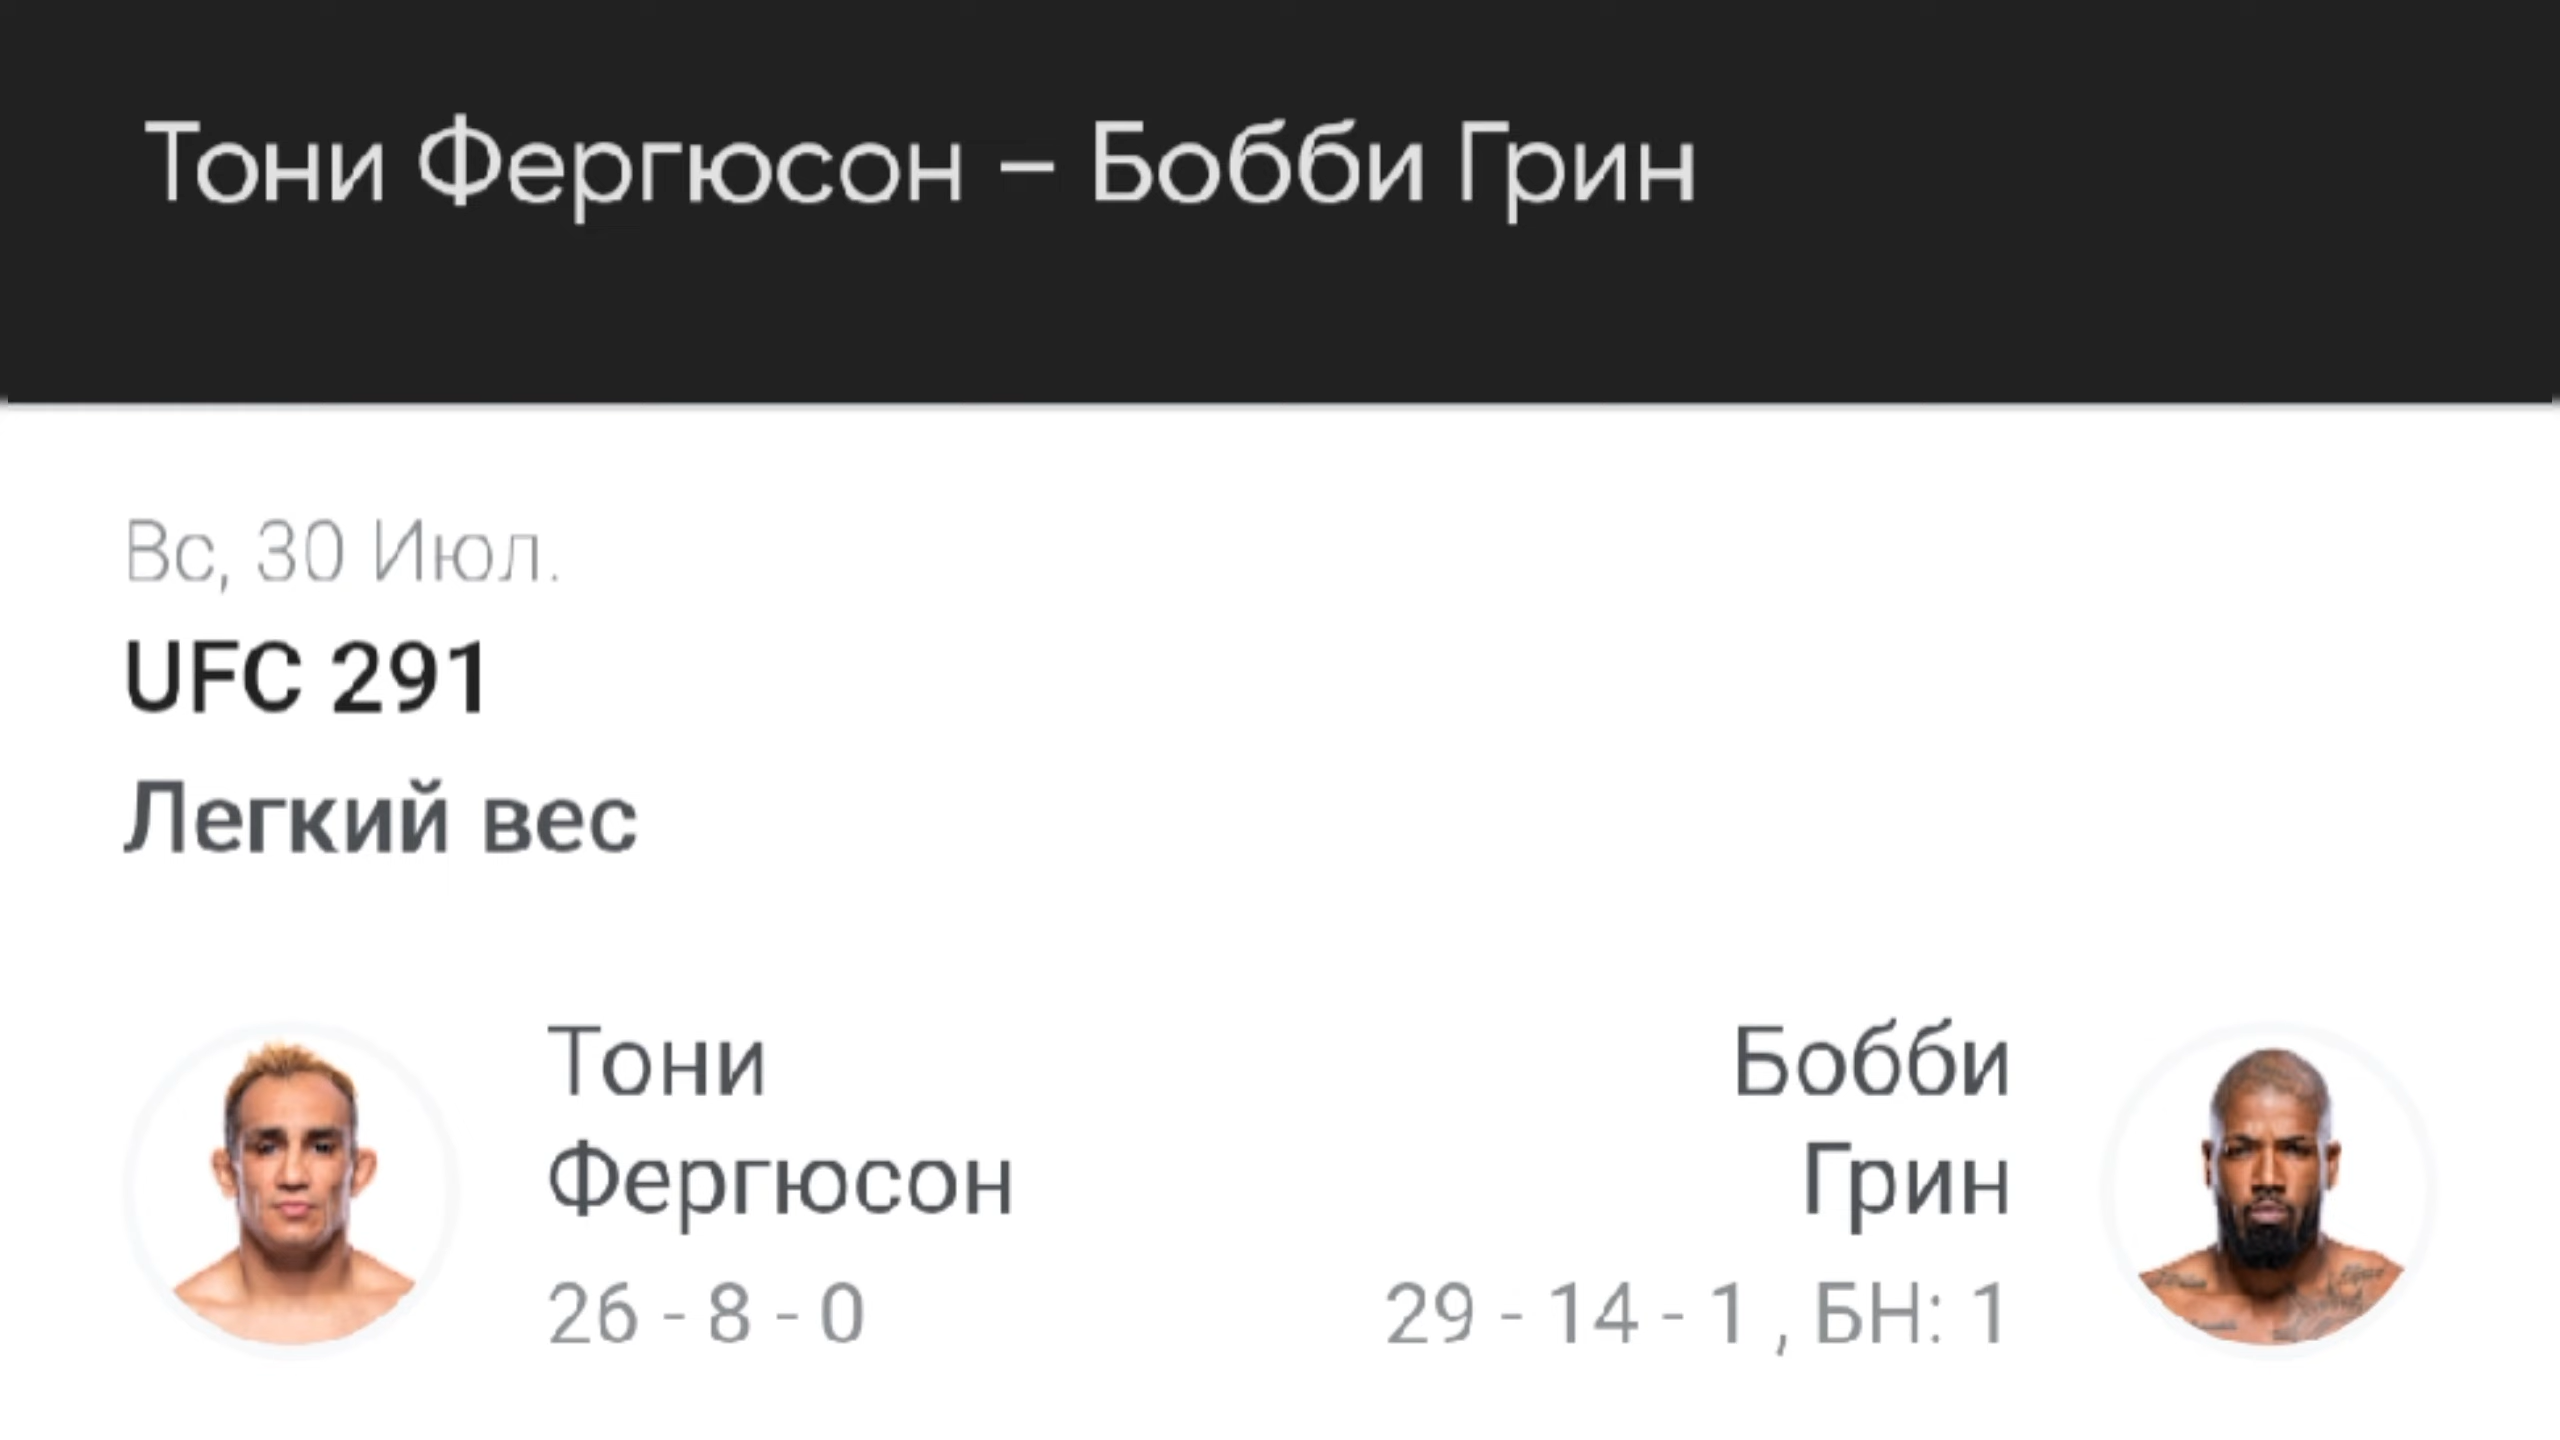 Тони Фергюсон – Бобби Грин
Вс, 30 Июл.
UFC 291
Легкий вес
Тони
Фергюсон
26 - 8 - 0
Бобби
Грин
29 - 14 - 1 , БН: 1